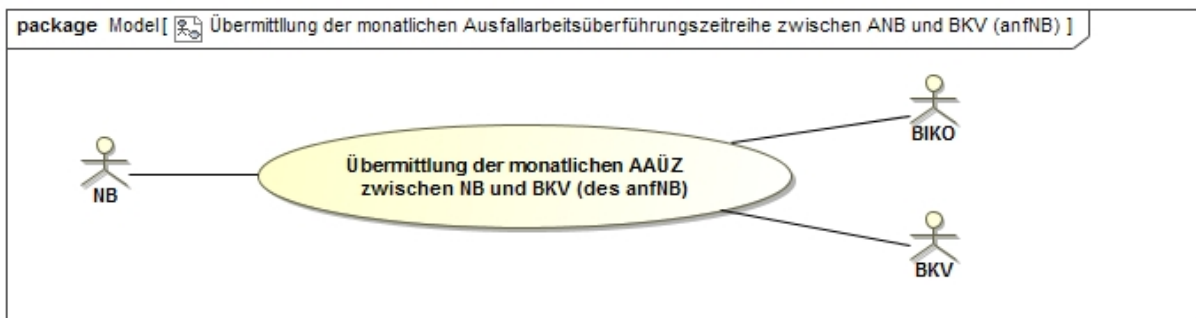 package Model[ Übermittllung der monatlichen Ausfallarbeitsüberführungszeitreihe zwischen ANB und BKV (anfNB) ]
BIKO
Übermittlung der monatlichen AAÜZ
zwischen NB und BKV (des anfNB)
NB
BKV